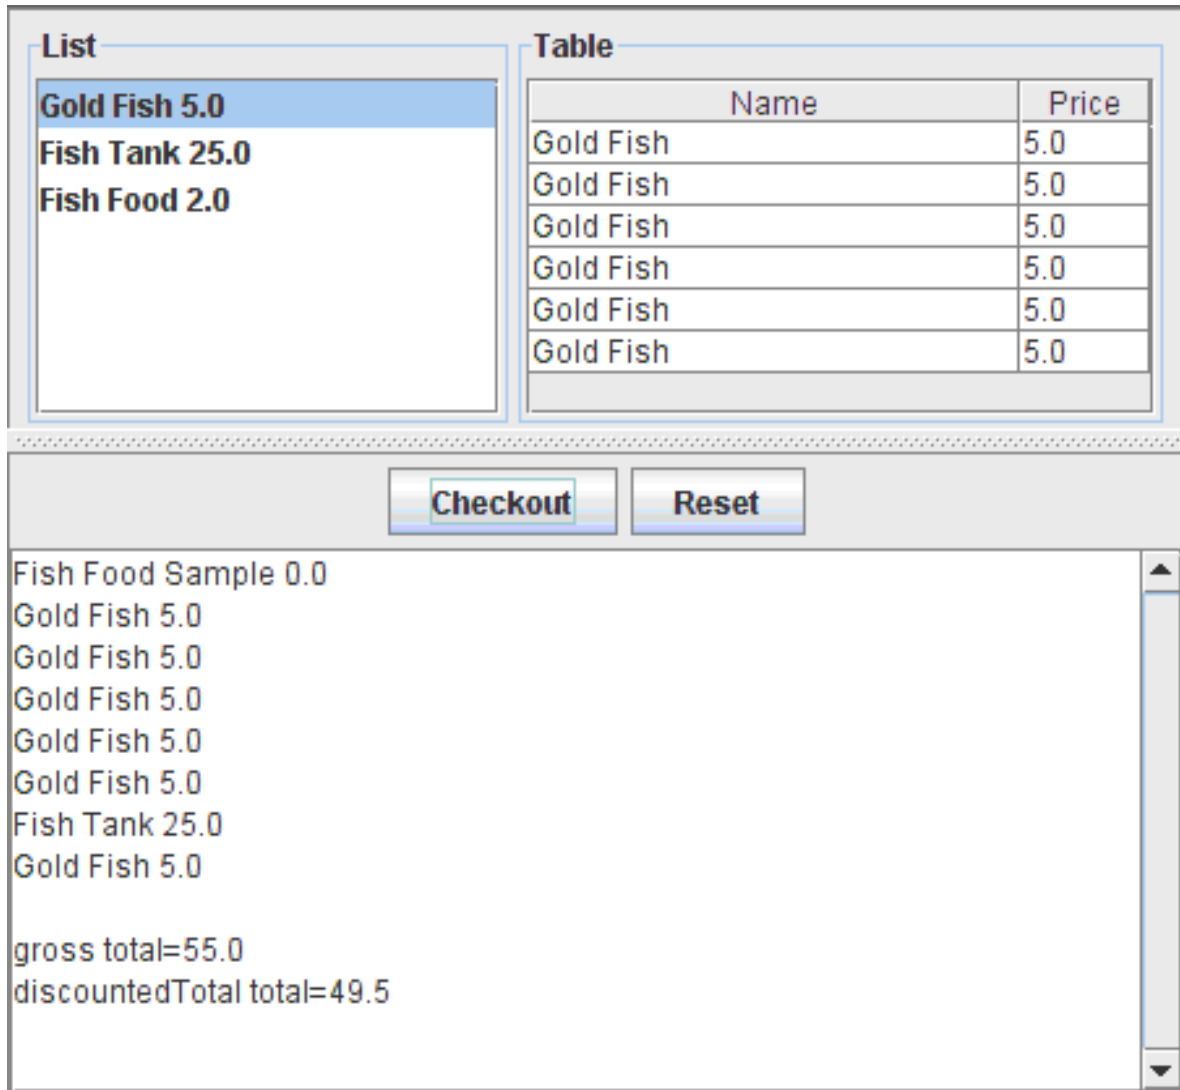 List
Gold Fish 5.0
Fish Tank 25.0
Fish Food 2.0
Table
Name Price
Gold Fish 5.0
Gold Fish 5.0
Gold Fish 5.0
Gold Fish 5.0
Gold Fish 5.0
Gold Fish 5.0
Checkout Reset
Fish Food Sample 0.0
Gold Fish 5.0
Gold Fish 5.0
Gold Fish 5.0
Gold Fish 5.0
Gold Fish 5.0
Fish Tank 25.0
Gold Fish 5.0
gross total=55.0
discountedTotal total=49.5